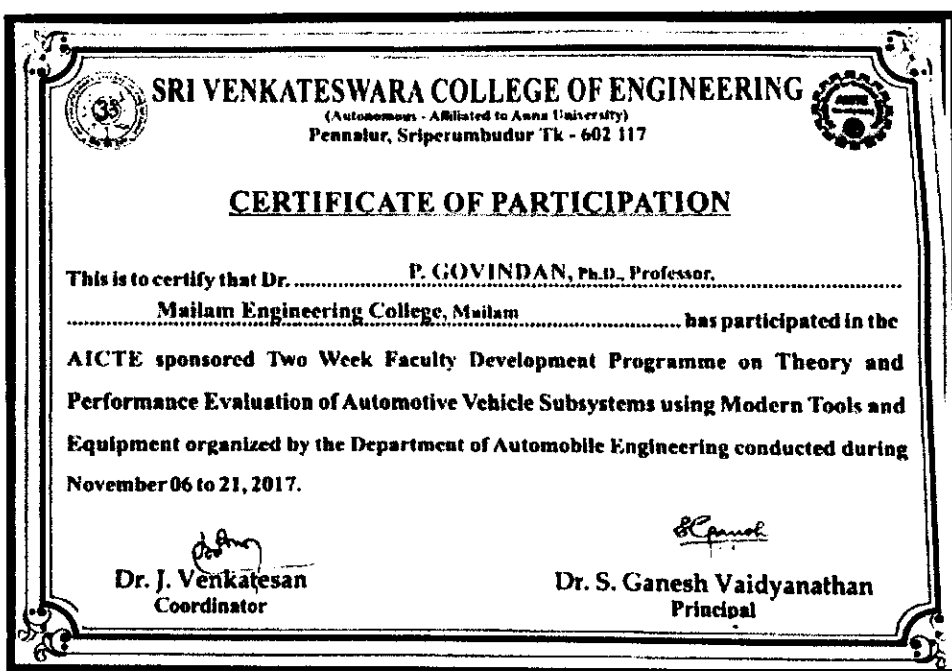 SRI VENKATESWARA COLLEGE OF ENGINEERING
(Autonomous - Affiliated to Anna University)
Pennalur, Sriperumbudur Tk - 602 117
35
AICTE
CERTIFICATE OF PARTICIPATION
This is to certify that Dr. P. GOVINDAN, Ph.D., Professor.
Mailam Engineering College, Mailam has participated in the
AICTE sponsored Two Week Faculty Development Programme on Theory and
Performance Evaluation of Automotive Vehicle Subsystems using Modern Tools and
Equipment organized by the Department of Automobile Engineering conducted during
November 06 to 21, 2017.
Dr. J. Venkatesan
Coordinator
Dr. S. Ganesh Vaidyanathan
Principal